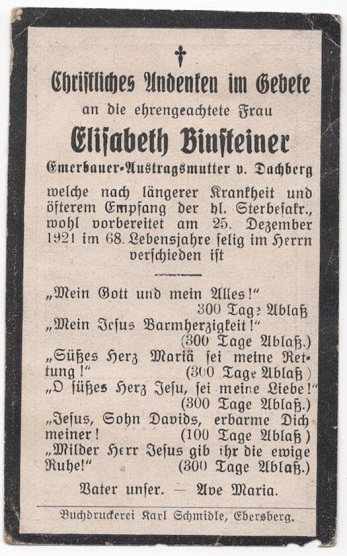 Christliches Andenken im Gebete
an die ehrengeachtete Frau
Elisabeth Binsteiner
Emerbauer-Austragsmutter v. Dachberg
welche nach längerer Krankheit und
öfterem Empfang der hl. Sterbesakr.,
wohl vorbereitet am 25. Dezember
1921 im 68. Lebensjahre selig im Herrn
verschieden ist
„Mein Gott und mein Alles!“
300 Tage Ablaß
„Mein Jesus Barmherzigkeit!“
(300 Tage Ablaß.)
„Süßes Herz Mariä sei meine Ret-
tung!“ (300 Tage Ablaß.)
„O süßes Herz Jesu, sei meine Liebe!“
(300 Tage Ablaß.)
„Jesus, Sohn Davids, erbarme Dich
meiner! (100 Tage Ablaß)
„Milder Herr Jesus gib ihr die ewige
Ruhe!“ (300 Tage Ablaß.)
Vater unser. — Ave Maria.
Buchdruckerei Karl Schmidle, Ebersberg.